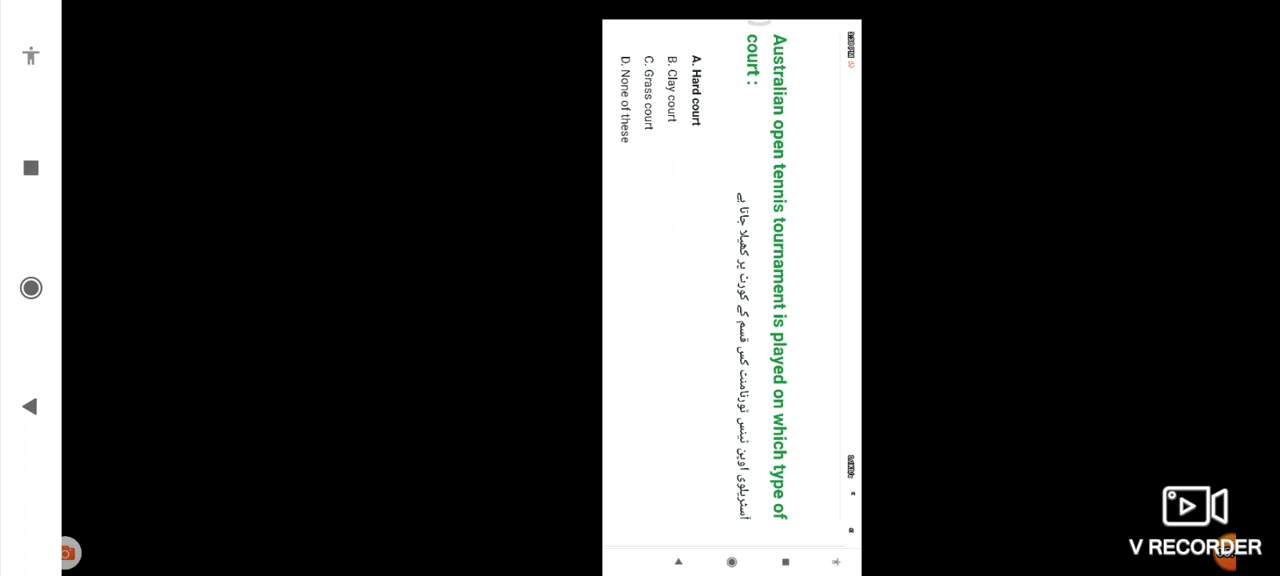 Australian open tennis tournament is played on which type of
court :
آسٹریلوی اوپن ٹینس ٹورنامنٹ کس قسم کے کورٹ پر کھیلا جاتا ہے
A. Hard court
B. Clay court
C. Grass court
D. None of these
V RECORDER